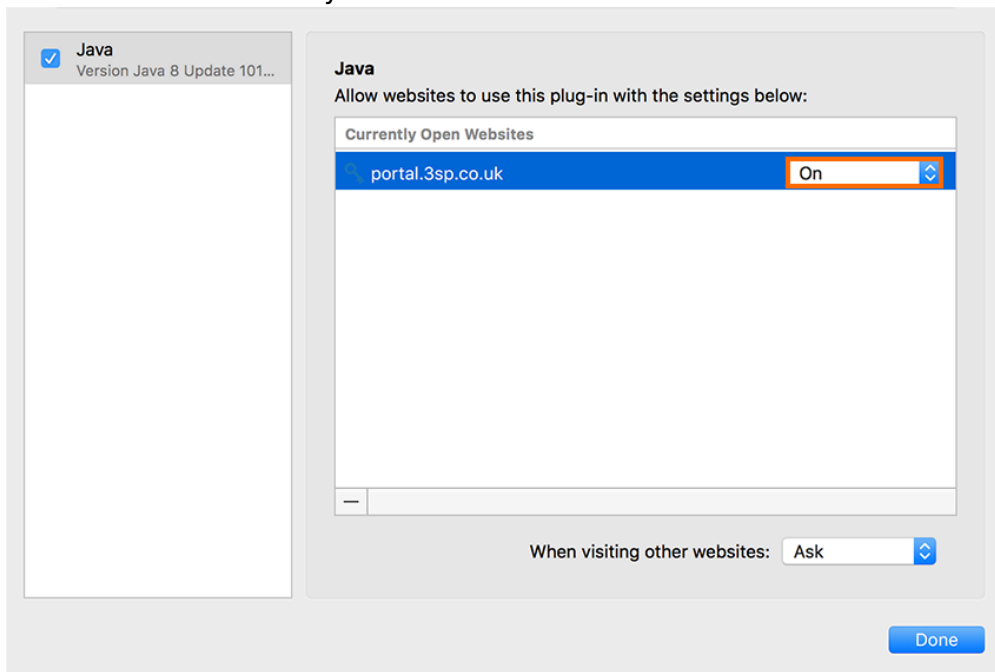 Java
Version Java 8 Update 101...
Java
Allow websites to use this plug-in with the settings below:
Currently Open Websites
portal.3sp.co.uk On
When visiting other websites: Ask
Done